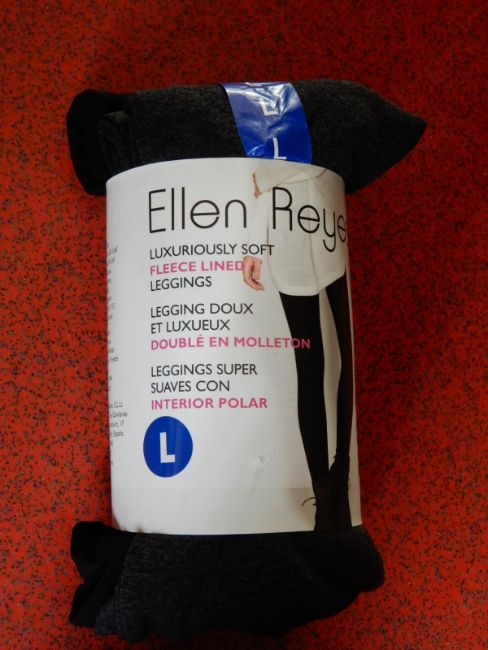 L
Ellen Reye
LUXURIOUSLY SOFT
FLEECE LINED
LEGGINGS
LEGGING DOUX
ET LUXUEUX
DOUBLÉ EN MOLLETON
LEGGINGS SUPER
SUAVES CON
INTERIOR POLAR
L